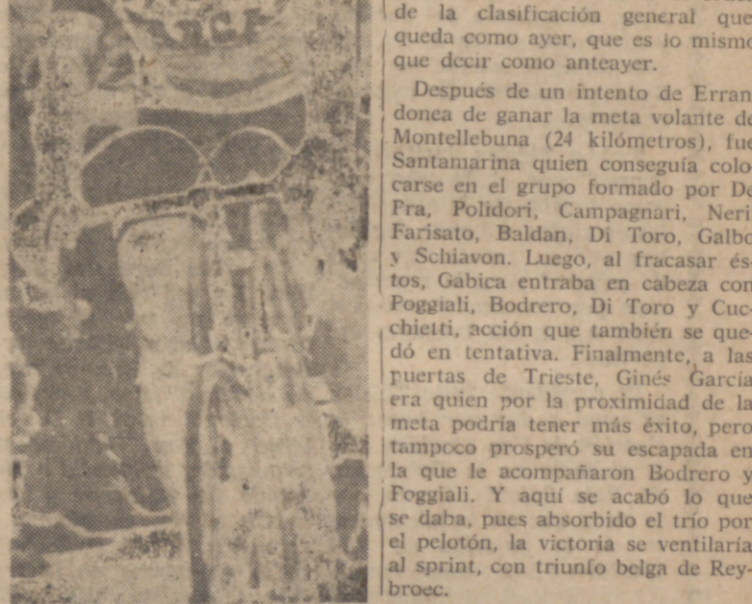 de la clasificación general que
queda como ayer, que es lo mismo
que decir como anteayer.
Después de un intento de Erran
donea de ganar la meta volante de
Montellebuna (24 kilómetros), fue
Santamarina quien conseguía colo-
carse en el grupo formado por De
Pra, Polidori, Campagnari, Neri
Farisato, Baldan, Di Toro, Galbo
y Schiavon. Luego, al fracasar és-
tos, Gabica entraba en cabeza con
Poggiali, Bodrero, Di Toro y Cuc-
chietti, acción que también se que-
dó en tentativa. Finalmente, a las
puertas de Trieste, Ginés García
era quien por la proximidad de la
meta podría tener más éxito, pero
tampoco prosperó su escapada en
la que le acompañaron Bodrero y
Foggiali. Y aquí se acabó lo que
se daba, pues absorbido el trío por
el pelotón, la victoria se ventilaría
al sprint, con triunfo belga de Rey-
broec.